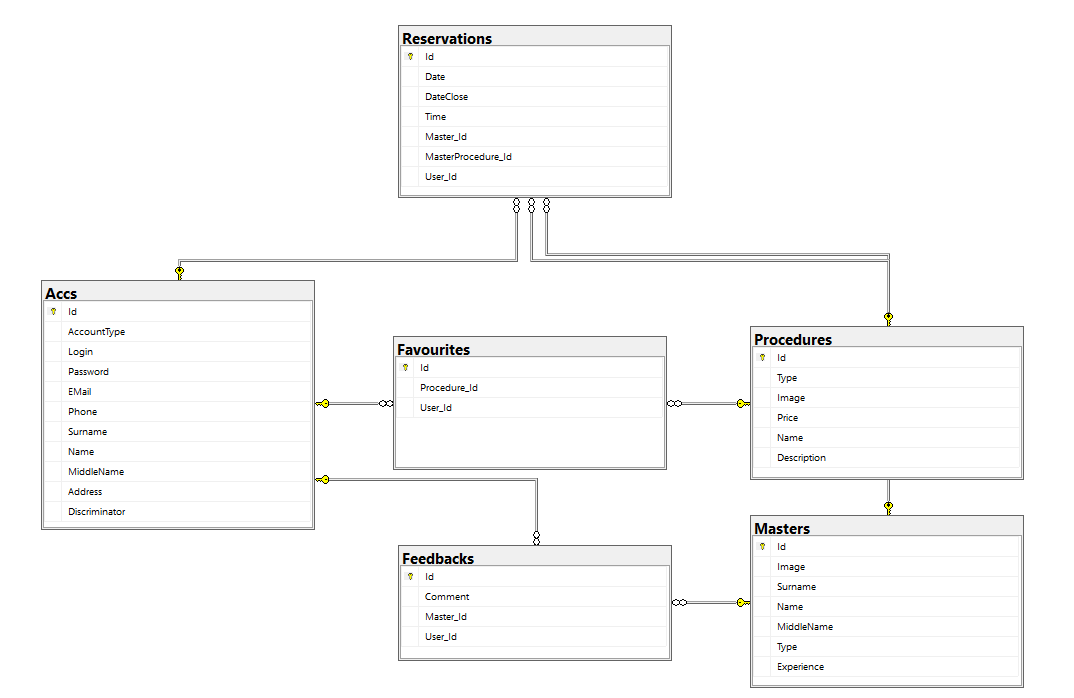 Reservations
Id
Date
DateClose
Time
Master_Id
MasterProcedure_Id
User_Id
Accs
Id
AccountType
Login
Password
EMail
Phone
Surname
Name
MiddleName
Address
Discriminator
Favourites
Id
Procedure_Id
User_Id
Procedures
Id
Type
Image
Price
Name
Description
Feedbacks
Id
Comment
Master_Id
User_Id
Masters
Id
Image
Surname
Name
MiddleName
Type
Experience